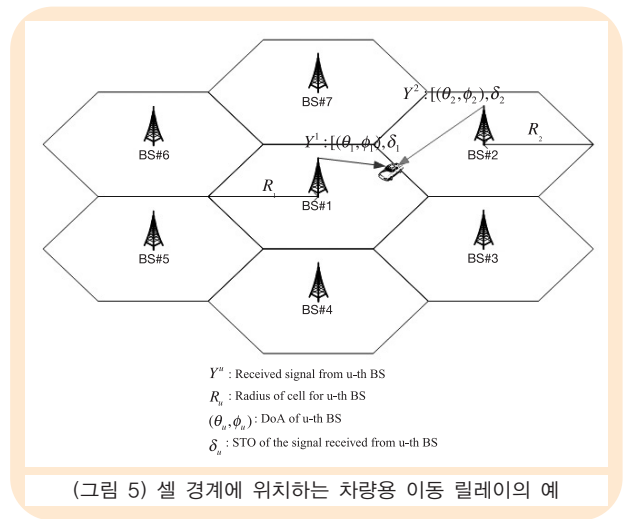 BS#7
Y² : [(θ₂,ϕ₂),δ₂
BS#6
BS#2
R₂
Y¹ : [(θ₁,ϕ₁),δ₁
R₁
BS#1
BS#5
BS#3
BS#4
Yᵘ : Received signal from u-th BS
Rᵤ : Radius of cell for u-th BS
(θᵤ,ϕᵤ) : DoA of u-th BS
δᵤ : STO of the signal received from u-th BS
(그림 5) 셀 경계에 위치하는 차량용 이동 릴레이의 예